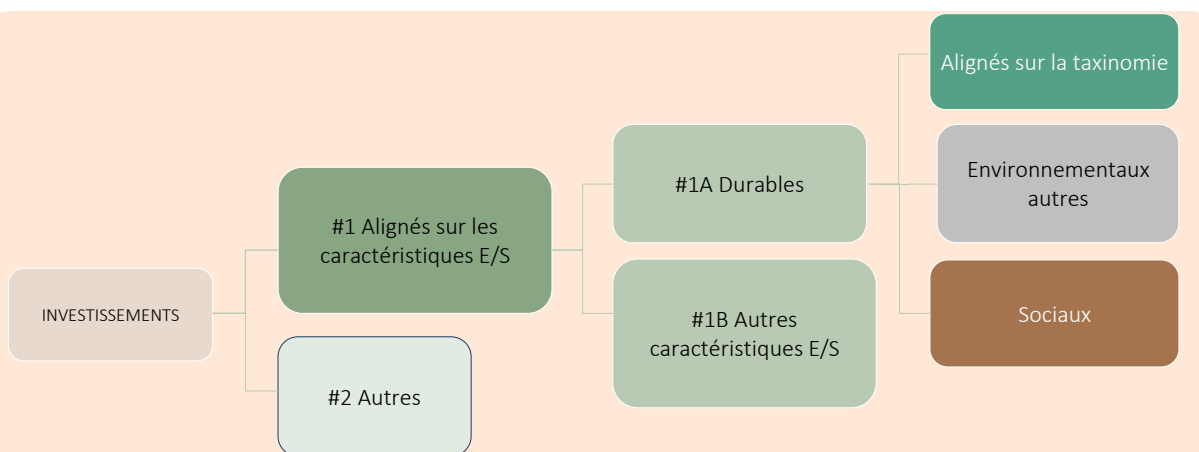 INVESTISSEMENTS
#1 Alignés sur les
caractéristiques E/S
#2 Autres
#1A Durables
#1B Autres
caractéristiques E/S
Alignés sur la taxinomie
Environnementaux
autres
Sociaux